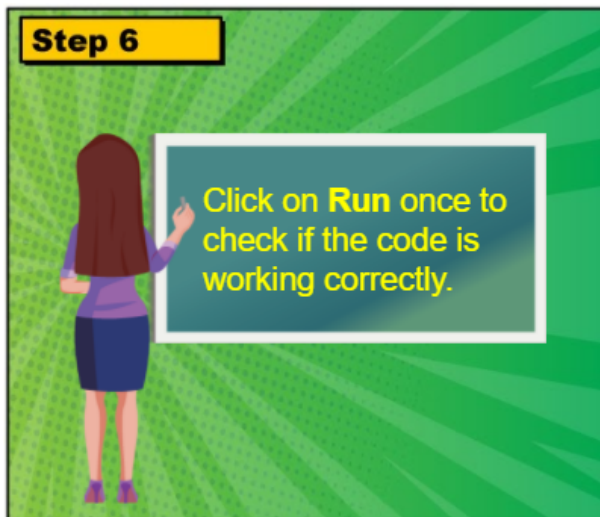 Step 6
Click on Run once to
check if the code is
working correctly.